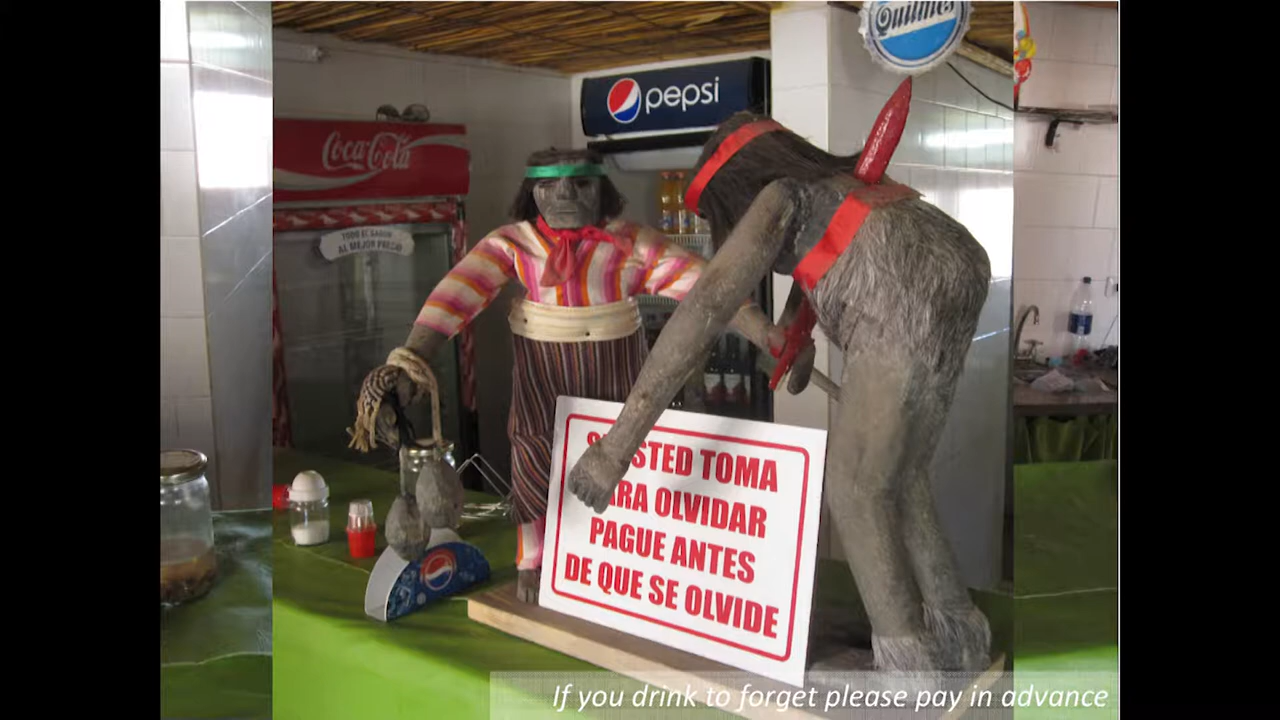 Quilmes
pepsi
Coca-Cola
TODO EL SABOR
AL MEJOR PRECIO
STED TOMA
RA OLVIDAR
PAGUE ANTES
DE QUE SE OLVIDE
If you drink to forget please pay in advance